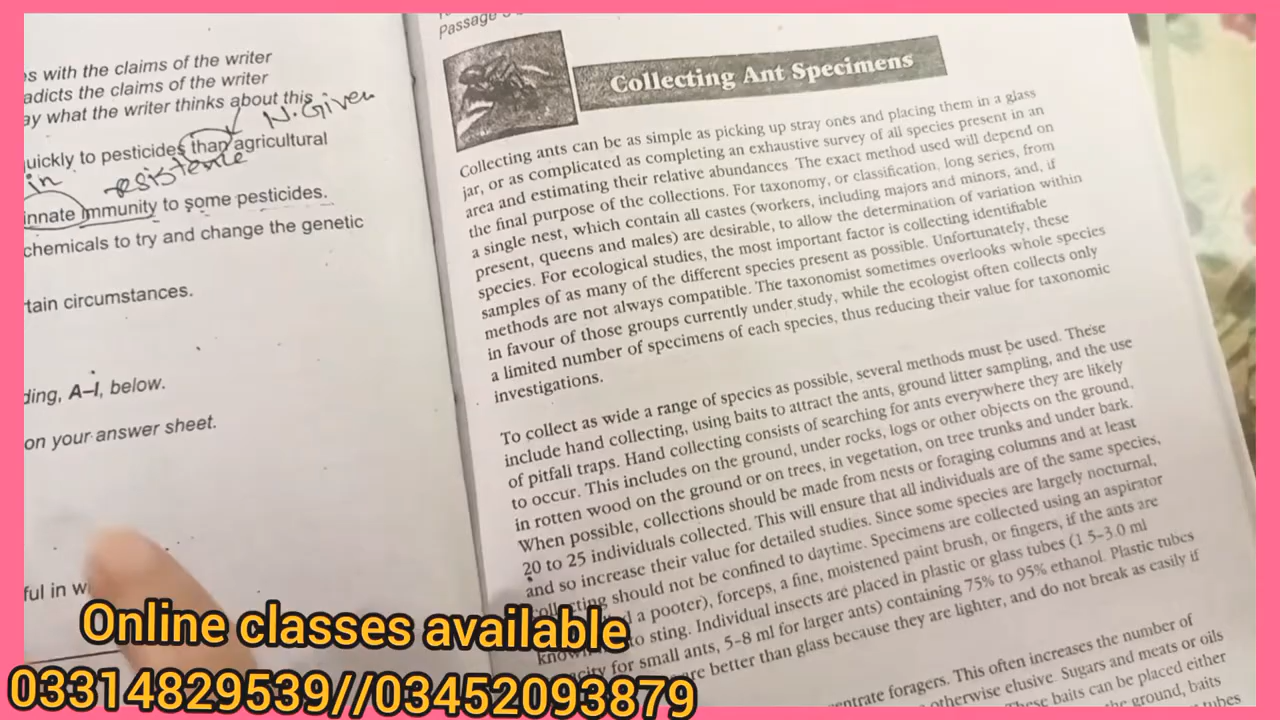 es with the claims of the writer
adicts the claims of the writer
ay what the writer thinks about this
N. Given
quickly to pesticides than agricultural
in
resistence
innate immunity to some pesticides.
chemicals to try and change the genetic
tain circumstances.
ding, A–I, below.
on your answer sheet.
ful in w
Passage
Collecting Ant Specimens
Collecting ants can be as simple as picking up stray ones and placing them in a glass
jar, or as complicated as completing an exhaustive survey of all species present in an
area and estimating their relative abundances. The exact method used will depend on
the final purpose of the collections. For taxonomy, or classification, long series, from
a single nest, which contain all castes (workers, including majors and minors, and, if
present, queens and males) are desirable, to allow the determination of variation within
species. For ecological studies, the most important factor is collecting identifiable
samples of as many of the different species present as possible. Unfortunately, these
methods are not always compatible. The taxonomist sometimes overlooks whole species
in favour of those groups currently under study, while the ecologist often collects only
a limited number of specimens of each species, thus reducing their value for taxonomic
investigations.
To collect as wide a range of species as possible, several methods must be used. These
include hand collecting, using baits to attract the ants, ground litter sampling, and the use
of pitfall traps. Hand collecting consists of searching for ants everywhere they are likely
to occur. This includes on the ground, under rocks, logs or other objects on the ground,
in rotten wood on the ground or on trees, in vegetation, on tree trunks and under bark.
When possible, collections should be made from nests or foraging columns and at least
20 to 25 individuals collected. This will ensure that all individuals are of the same species,
and so increase their value for detailed studies. Since some species are largely nocturnal,
collecting should not be confined to daytime. Specimens are collected using an aspirator
a pooter), forceps, a fine, moistened paint brush, or fingers, if the ants are
known to sting. Individual insects are placed in plastic or glass tubes (1 5–3.0 ml
city for small ants, 5–8 ml for larger ants) containing 75% to 95% ethanol. Plastic tubes
are better than glass because they are lighter, and do not break as easily if
entrate foragers. This often increases the number of
otherwise elusive. Sugars and meats or oils
These baits can be placed either
the ground, baits
tubes
Online classes available
03314829539//03452093879